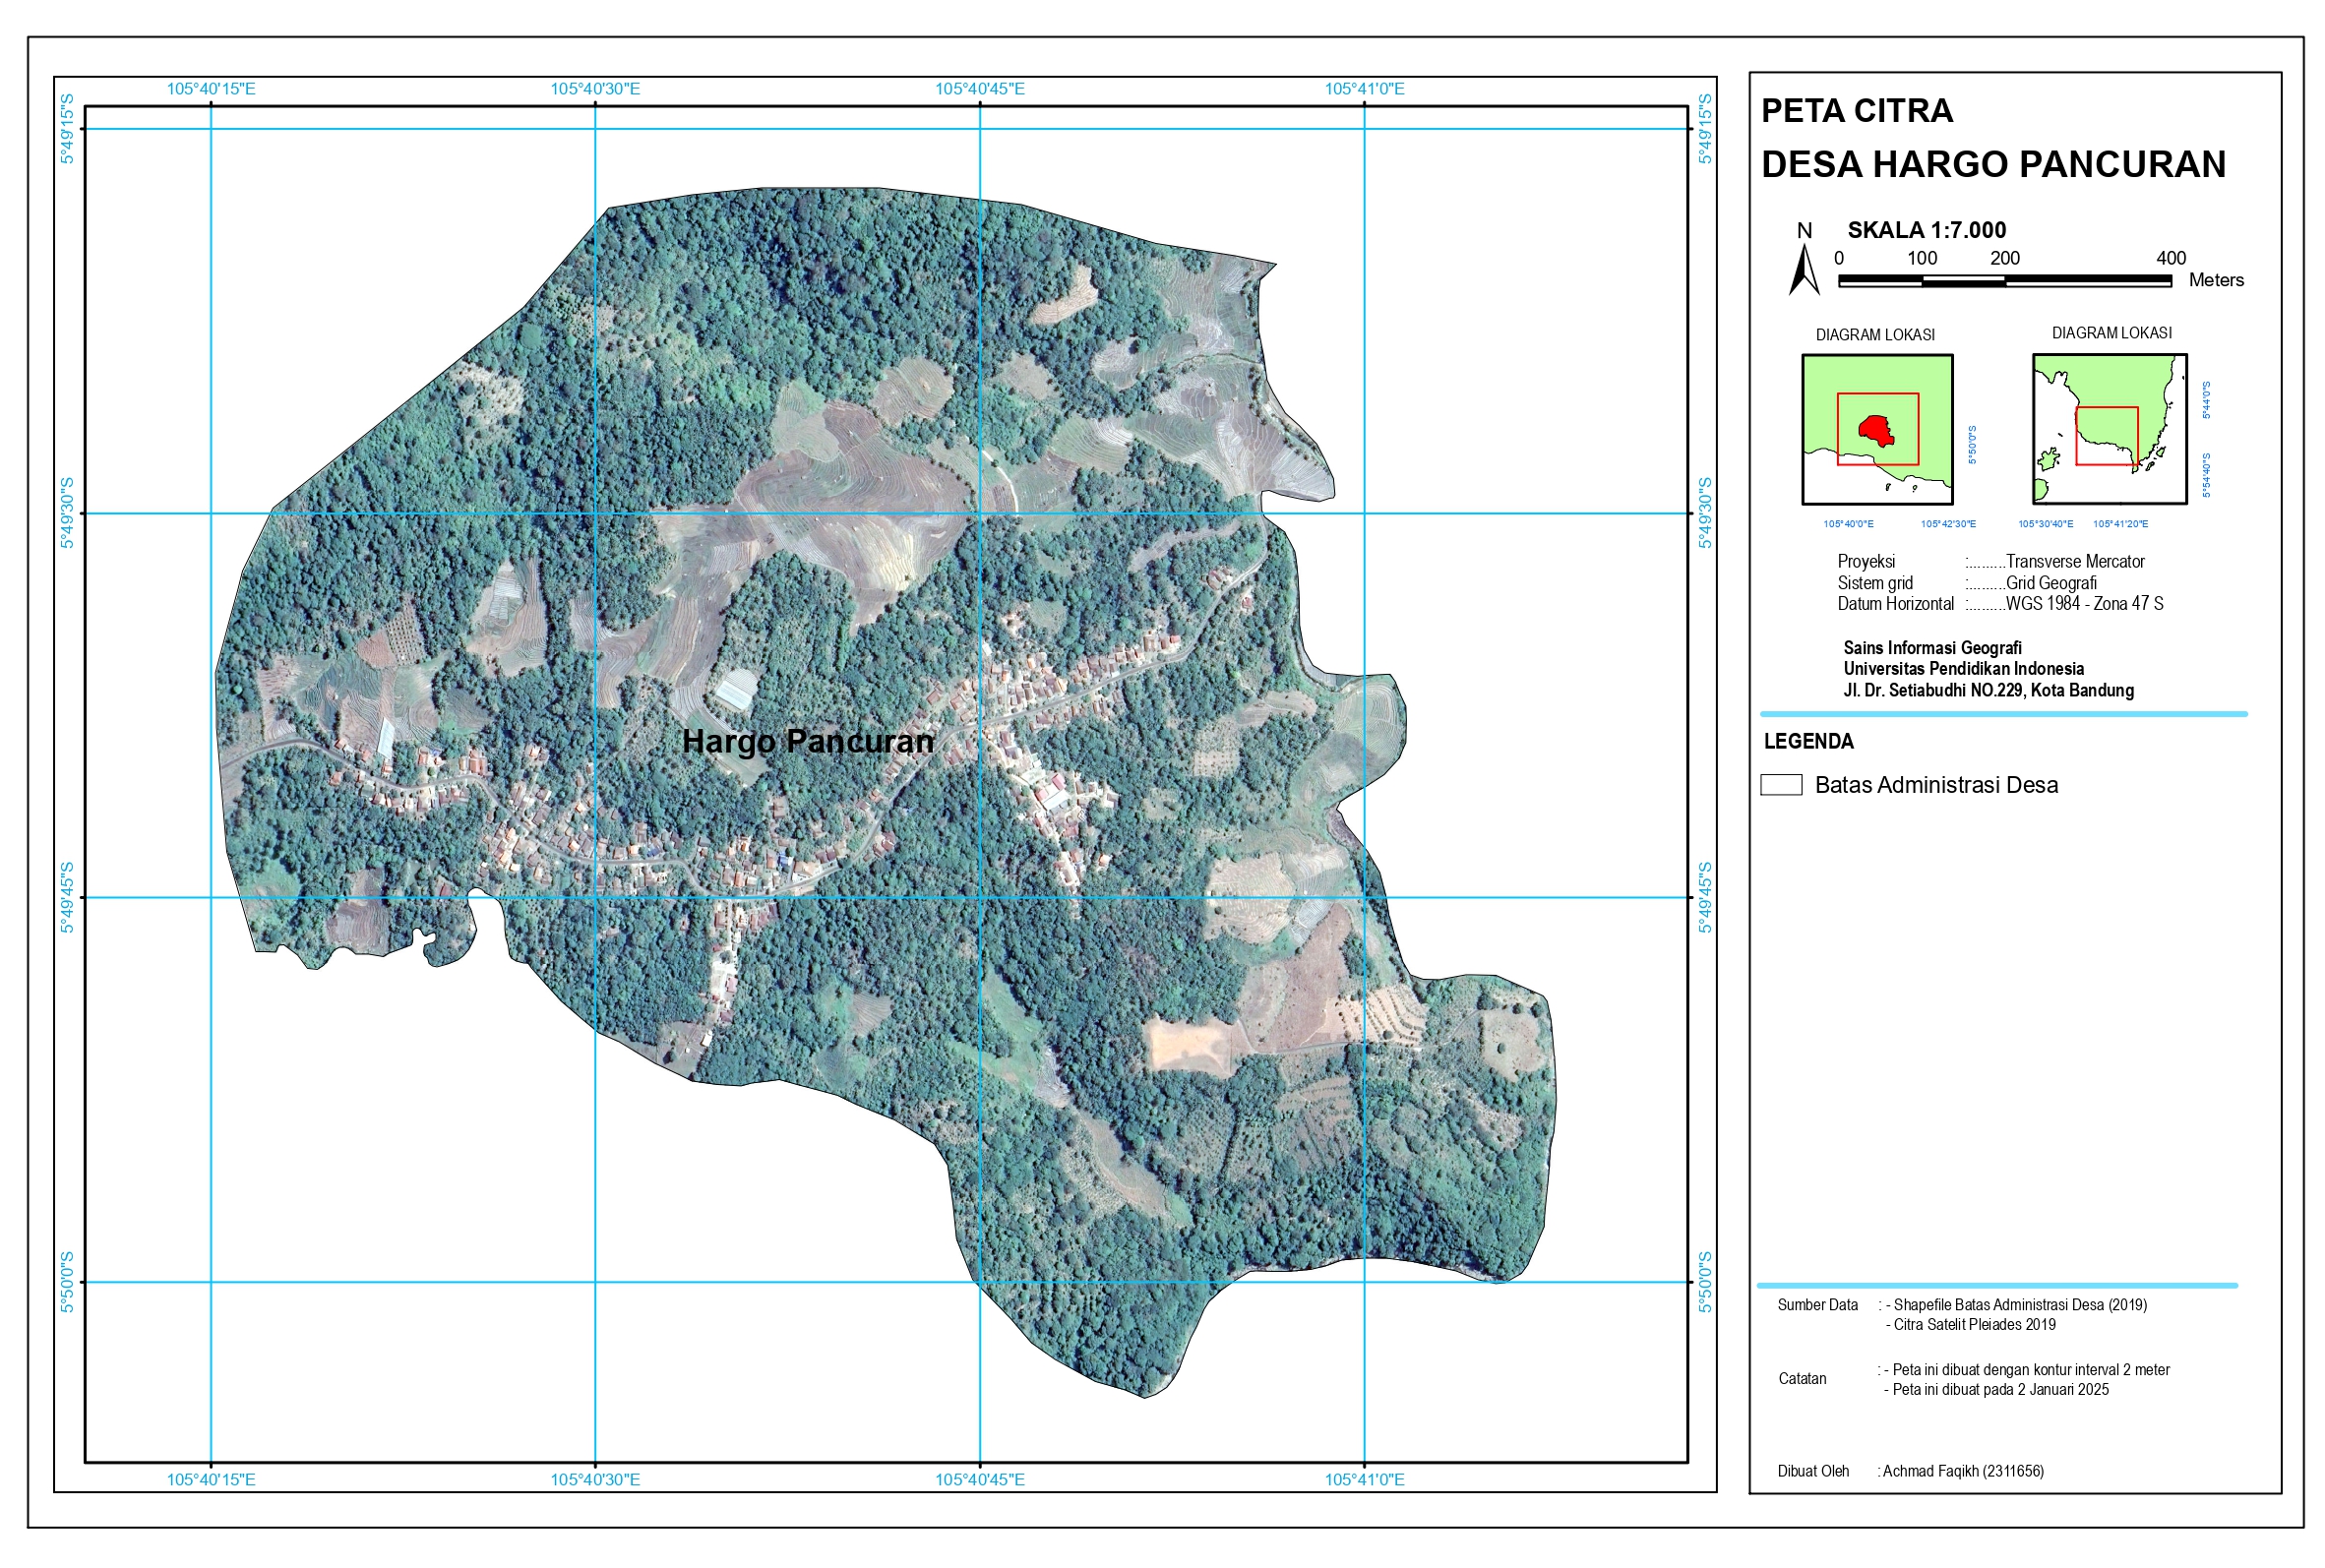 105°40'15"E 105°40'30"E 105°40'45"E 105°41'0"E
5°49'15"S
5°49'30"S
5°49'45"S
5°50'0"S
Hargo Pancuran
5°49'15"S
5°49'30"S
5°49'45"S
5°50'0"S
105°40'15"E 105°40'30"E 105°40'45"E 105°41'0"E
PETA CITRA
DESA HARGO PANCURAN
N
SKALA 1:7.000
0 100 200 400
Meters
DIAGRAM LOKASI
5°50'0"S
105°40'0"E 105°42'30"E
DIAGRAM LOKASI
5°44'0"S
5°54'40"S
105°30'40"E 105°41'20"E
Proyeksi :.........Transverse Mercator
Sistem grid :.........Grid Geografi
Datum Horizontal :.........WGS 1984 - Zona 47 S
Sains Informasi Geografi
Universitas Pendidikan Indonesia
Jl. Dr. Setiabudhi NO.229, Kota Bandung
LEGENDA
Batas Administrasi Desa
Sumber Data : - Shapefile Batas Administrasi Desa (2019)
- Citra Satelit Pleiades 2019
Catatan : - Peta ini dibuat dengan kontur interval 2 meter
- Peta ini dibuat pada 2 Januari 2025
Dibuat Oleh : Achmad Faqikh (2311656)